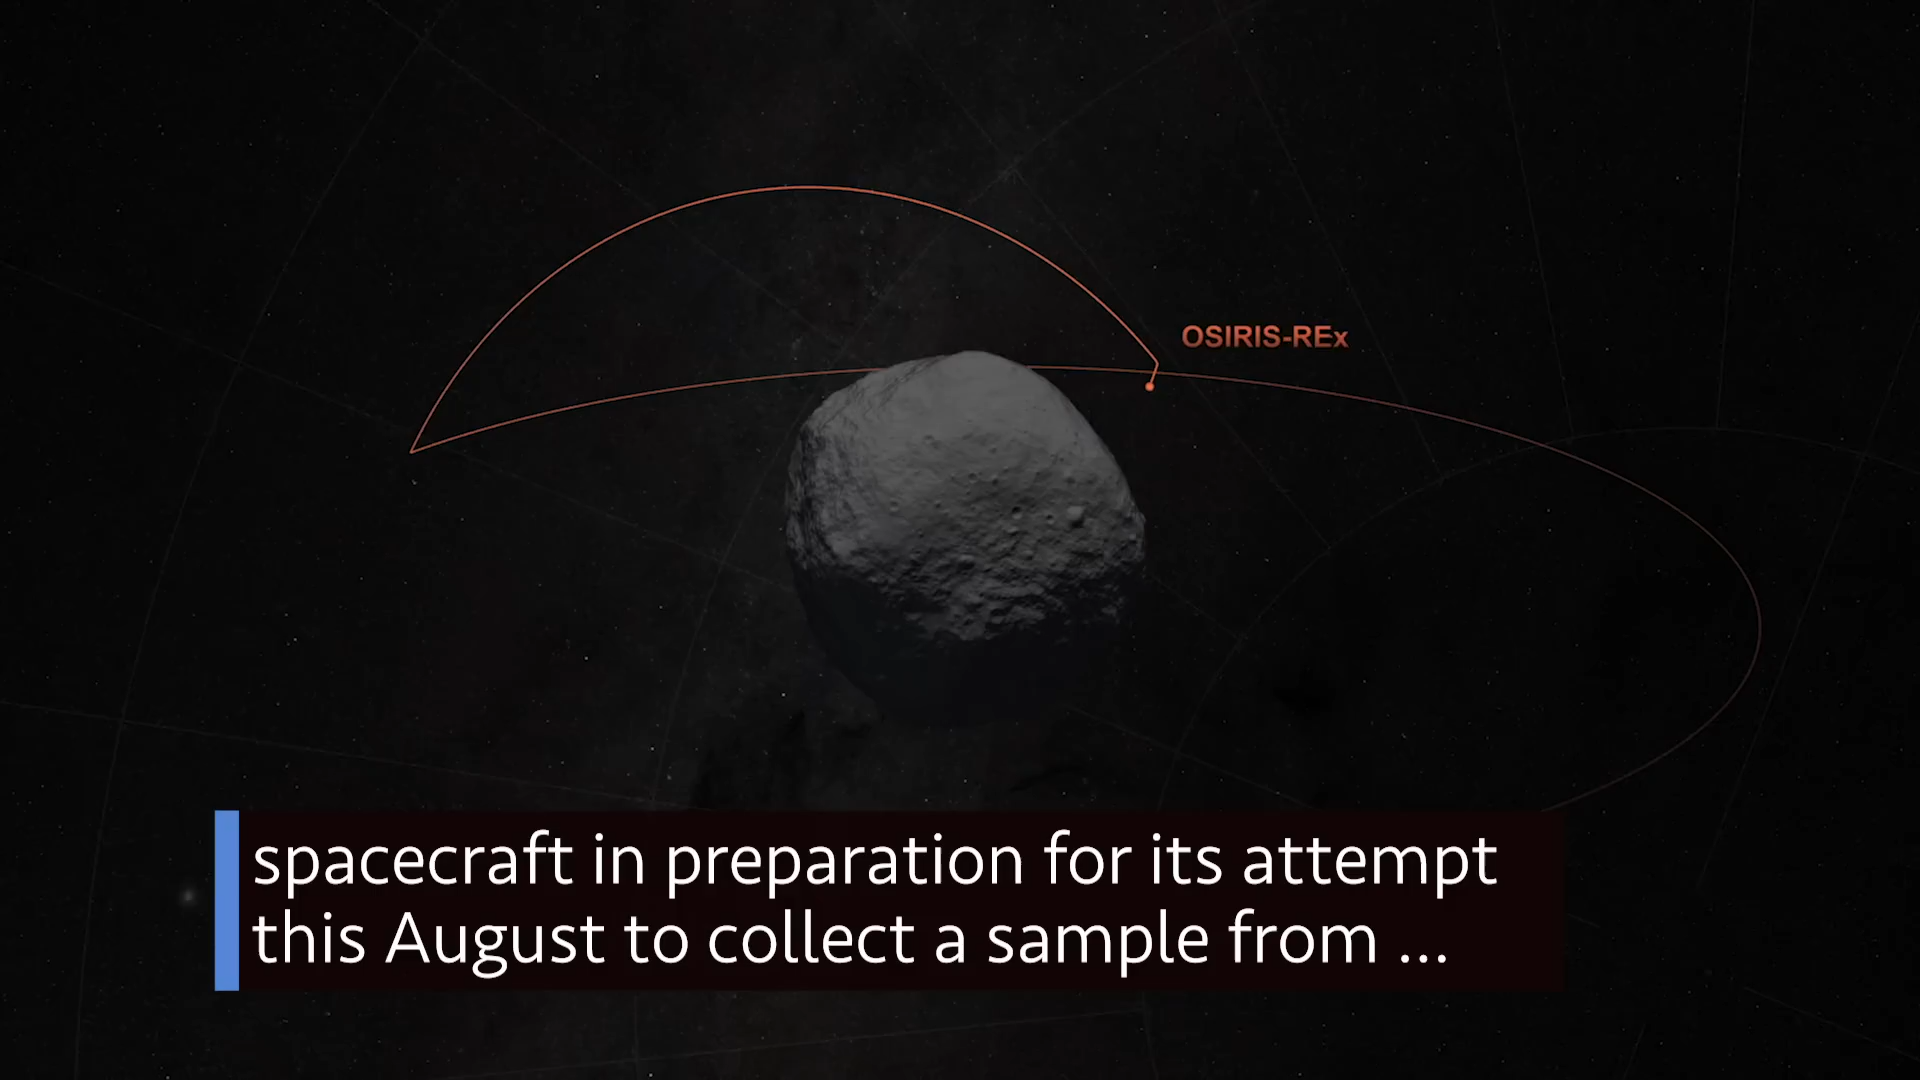 OSIRIS-REx
spacecraft in preparation for its attempt
this August to collect a sample from ...